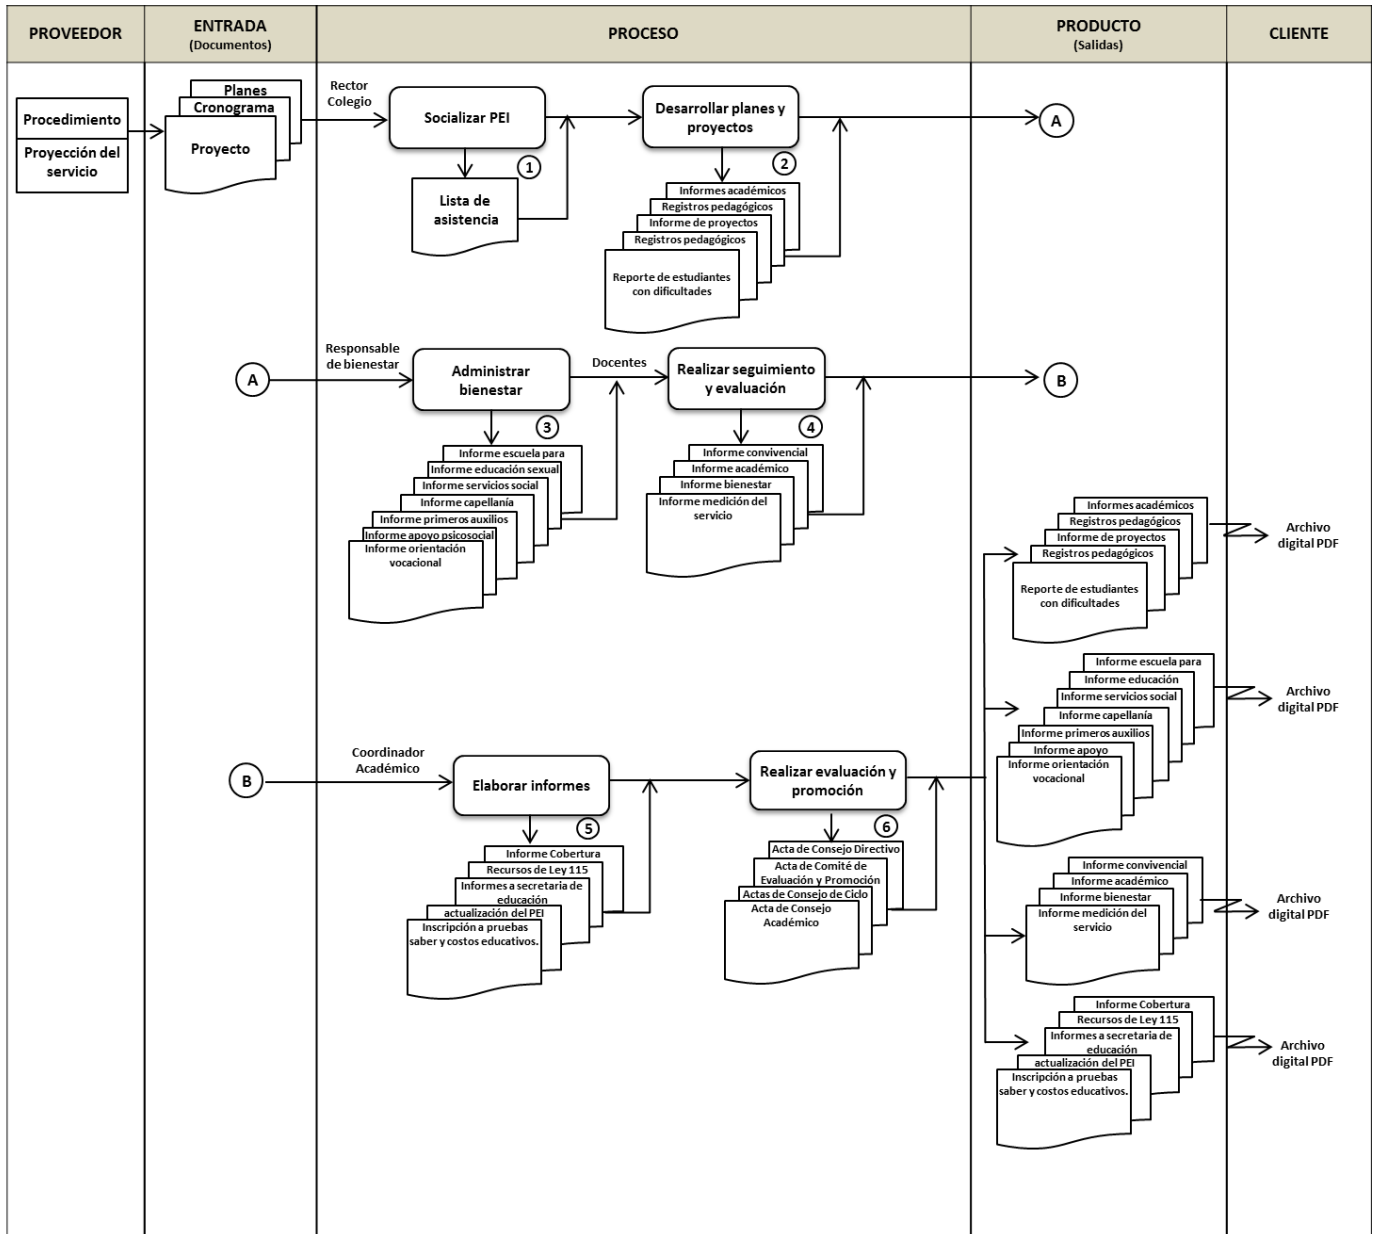 PROVEEDOR
ENTRADA
(Documentos)
PROCESO
PRODUCTO
(Salidas)
CLIENTE
Procedimiento
Proyección del
servicio
Planes
Cronograma
Proyecto
Rector
Colegio
Socializar PEI
1
Lista de
asistencia
Desarrollar planes y
proyectos
2
Informes académicos
Registros pedagógicos
Informe de proyectos
Registros pedagógicos
Reporte de estudiantes
con dificultades
A
A
Responsable
de bienestar
Administrar
bienestar
3
Informe escuela para
Informe educación sexual
Informe servicios social
Informe capellanía
Informe primeros auxilios
Informe apoyo psicosocial
Informe orientación
vocacional
Docentes
Realizar seguimiento
y evaluación
4
Informe convivencial
Informe académico
Informe bienestar
Informe medición del
servicio
B
B
Coordinador
Académico
Elaborar informes
5
Informe Cobertura
Recursos de Ley 115
Informes a secretaria de
educación
actualización del PEI
Inscripción a pruebas
saber y costos educativos.
Realizar evaluación y
promoción
6
Acta de Consejo Directivo
Acta de Comité de
Evaluación y Promoción
Actas de Consejo de Ciclo
Acta de Consejo
Académico
Informes académicos
Registros pedagógicos
Informe de proyectos
Registros pedagógicos
Reporte de estudiantes
con dificultades
Archivo
digital PDF
Informe escuela para
Informe educación
Informe servicios social
Informe capellanía
Informe primeros auxilios
Informe apoyo
Informe orientación
vocacional
Archivo
digital PDF
Informe convivencial
Informe académico
Informe bienestar
Informe medición del
servicio
Archivo
digital PDF
Informe Cobertura
Recursos de Ley 115
Informes a secretaria de
educación
actualización del PEI
Inscripción a pruebas
saber y costos educativos.
Archivo
digital PDF